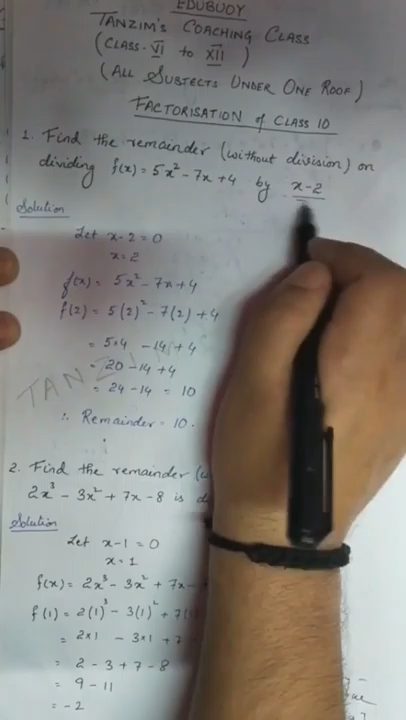 EDUBUOY
TANZIM'S COACHING CLASS
(CLASS. VI to XII)
(ALL SUBJECTS UNDER ONE ROOF)
FACTORISATION of CLASS 10
1. Find the remainder (without division) on
dividing f(x) = 5x² - 7x + 4 by x-2
Solution
Let x-2 = 0
x = 2
f(x) = 5x² - 7x + 4
f(2) = 5(2)² - 7(2) + 4
= 5×4 - 14 + 4
= 20 - 14 + 4
= 24 - 14 = 10
TANZI
∴ Remainder = 10.
2. Find the remainder
2x³ - 3x² + 7x - 8 is
Solution
Let x-1 = 0
x = 1
f(x) = 2x³ - 3x² + 7x -
f(1) = 2(1)³ - 3(1)² + 7(1
= 2×1 - 3×1 + 7
= 2 - 3 + 7 - 8
= 9 - 11
= -2